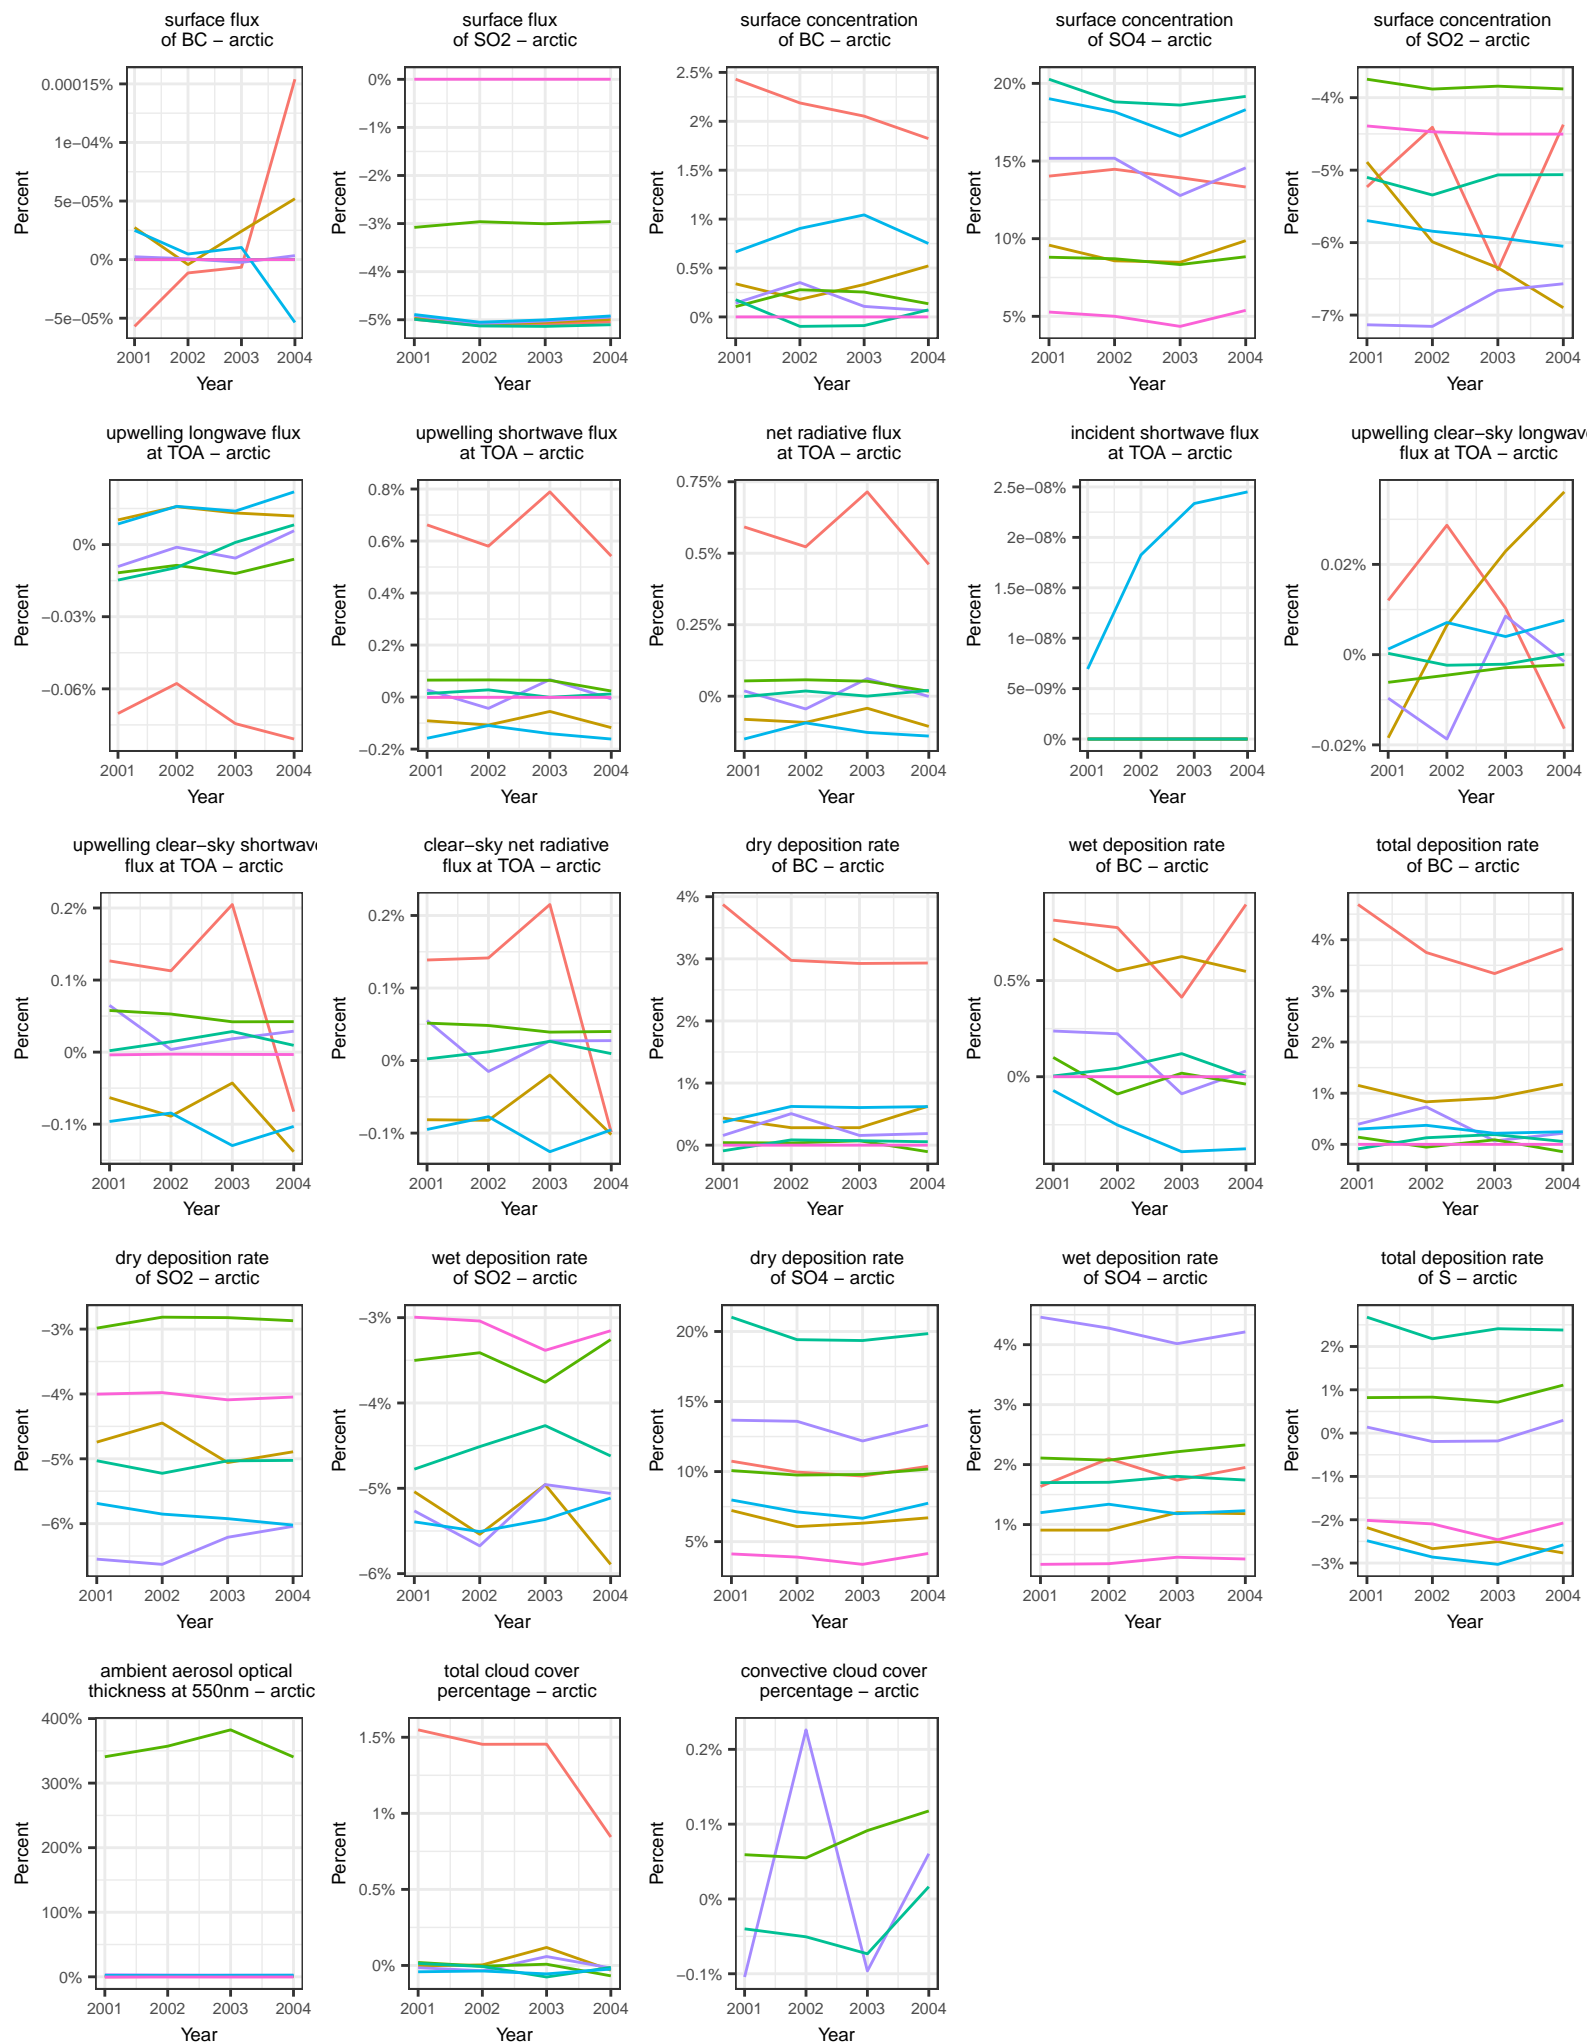 surface flux
of BC − arctic
0.00015%
1e−04%
5e−05%
0%
−5e−05%
Percent
2001 2002 2003 2004
Year
surface flux
of SO2 − arctic
0%
−1%
−2%
−3%
−4%
−5%
Percent
2001 2002 2003 2004
Year
surface concentration
of BC − arctic
2.5%
2%
1%
0.5%
0%
Percent
2001 2002 2003 2004
Year
surface concentration
of SO4 − arctic
20%
15%
10%
5%
Percent
2001 2002 2003 2004
Year
surface concentration
of SO2 − arctic
−4%
−5%
−6%
−7%
Percent
2001 2002 2003 2004
Year
upwelling longwave flux
at TOA − arctic
0%
−0.03%
−0.06%
Percent
2001 2002 2003 2004
Year
upwelling shortwave flux
at TOA − arctic
0.8%
0.6%
0.4%
0.2%
0%
−0.2%
Percent
2001 2002 2003 2004
Year
net radiative flux
at TOA − arctic
0.75%
0.5%
0.25%
0%
Percent
2001 2002 2003 2004
Year
incident shortwave flux
at TOA − arctic
2.5e−08%
2e−08%
1.5e−08%
1e−08%
5e−09%
0%
Percent
2001 2002 2003 2004
Year
upwelling clear−sky longwav
flux at TOA − arctic
0.02%
0%
−0.02%
Percent
2001 2002 2003 2004
Year
upwelling clear−sky shortwav
flux at TOA − arctic
0.2%
0.1%
0%
−0.1%
Percent
2001 2002 2003 2004
Year
clear−sky net radiative
flux at TOA − arctic
0.2%
0.1%
0%
−0.1%
Percent
2001 2002 2003 2004
Year
dry deposition rate
of BC − arctic
4%
3%
2%
1%
0%
Percent
2001 2002 2003 2004
Year
wet deposition rate
of BC − arctic
0.5%
0%
Percent
2001 2002 2003 2004
Year
total deposition rate
of BC − arctic
4%
3%
2%
1%
0%
Percent
2001 2002 2003 2004
Year
dry deposition rate
of SO2 − arctic
−3%
−4%
−5%
−6%
Percent
2001 2002 2003 2004
Year
wet deposition rate
of SO2 − arctic
−3%
−4%
−5%
−6%
Percent
2001 2002 2003 2004
Year
dry deposition rate
of SO4 − arctic
20%
15%
10%
5%
Percent
2001 2002 2003 2004
Year
wet deposition rate
of SO4 − arctic
4%
3%
2%
1%
Percent
2001 2002 2003 2004
Year
total deposition rate
of S − arctic
2%
1%
0%
−1%
−2%
−3%
Percent
2001 2002 2003 2004
Year
ambient aerosol optical
thickness at 550nm − arctic
400%
300%
200%
100%
0%
Percent
2001 2002 2003 2004
Year
total cloud cover
percentage − arctic
1.5%
1%
0.5%
0%
Percent
2001 2002 2003 2004
Year
convective cloud cover
percentage − arctic
0.2%
0.1%
0%
−0.1%
Percent
2001 2002 2003 2004
Year